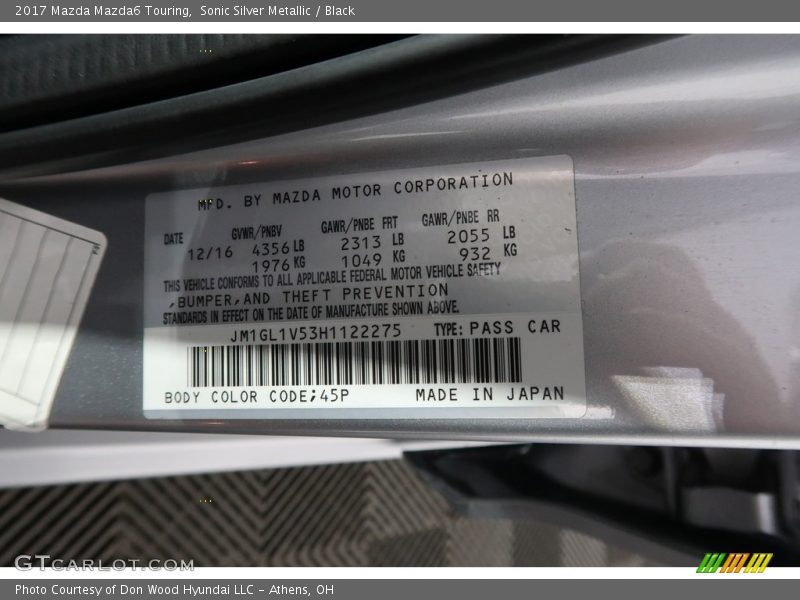 2017 Mazda Mazda6 Touring, Sonic Silver Metallic / Black
MFD. BY MAZDA MOTOR CORPORATION
DATE GVWR/PNBV GAWR/PNBE FRT GAWR/PNBE RR
12/16 4356 LB 2313 LB 2055 LB
1976 KG 1049 KG 932 KG
THIS VEHICLE CONFORMS TO ALL APPLICABLE FEDERAL MOTOR VEHICLE SAFETY
,BUMPER,AND THEFT PREVENTION
STANDARDS IN EFFECT ON THE DATE OF MANUFACTURE SHOWN ABOVE.
JM1GL1V53H1122275 TYPE: PASS CAR
BODY COLOR CODE;45P MADE IN JAPAN
GTCARLOT.COM
Photo Courtesy of Don Wood Hyundai LLC - Athens, OH